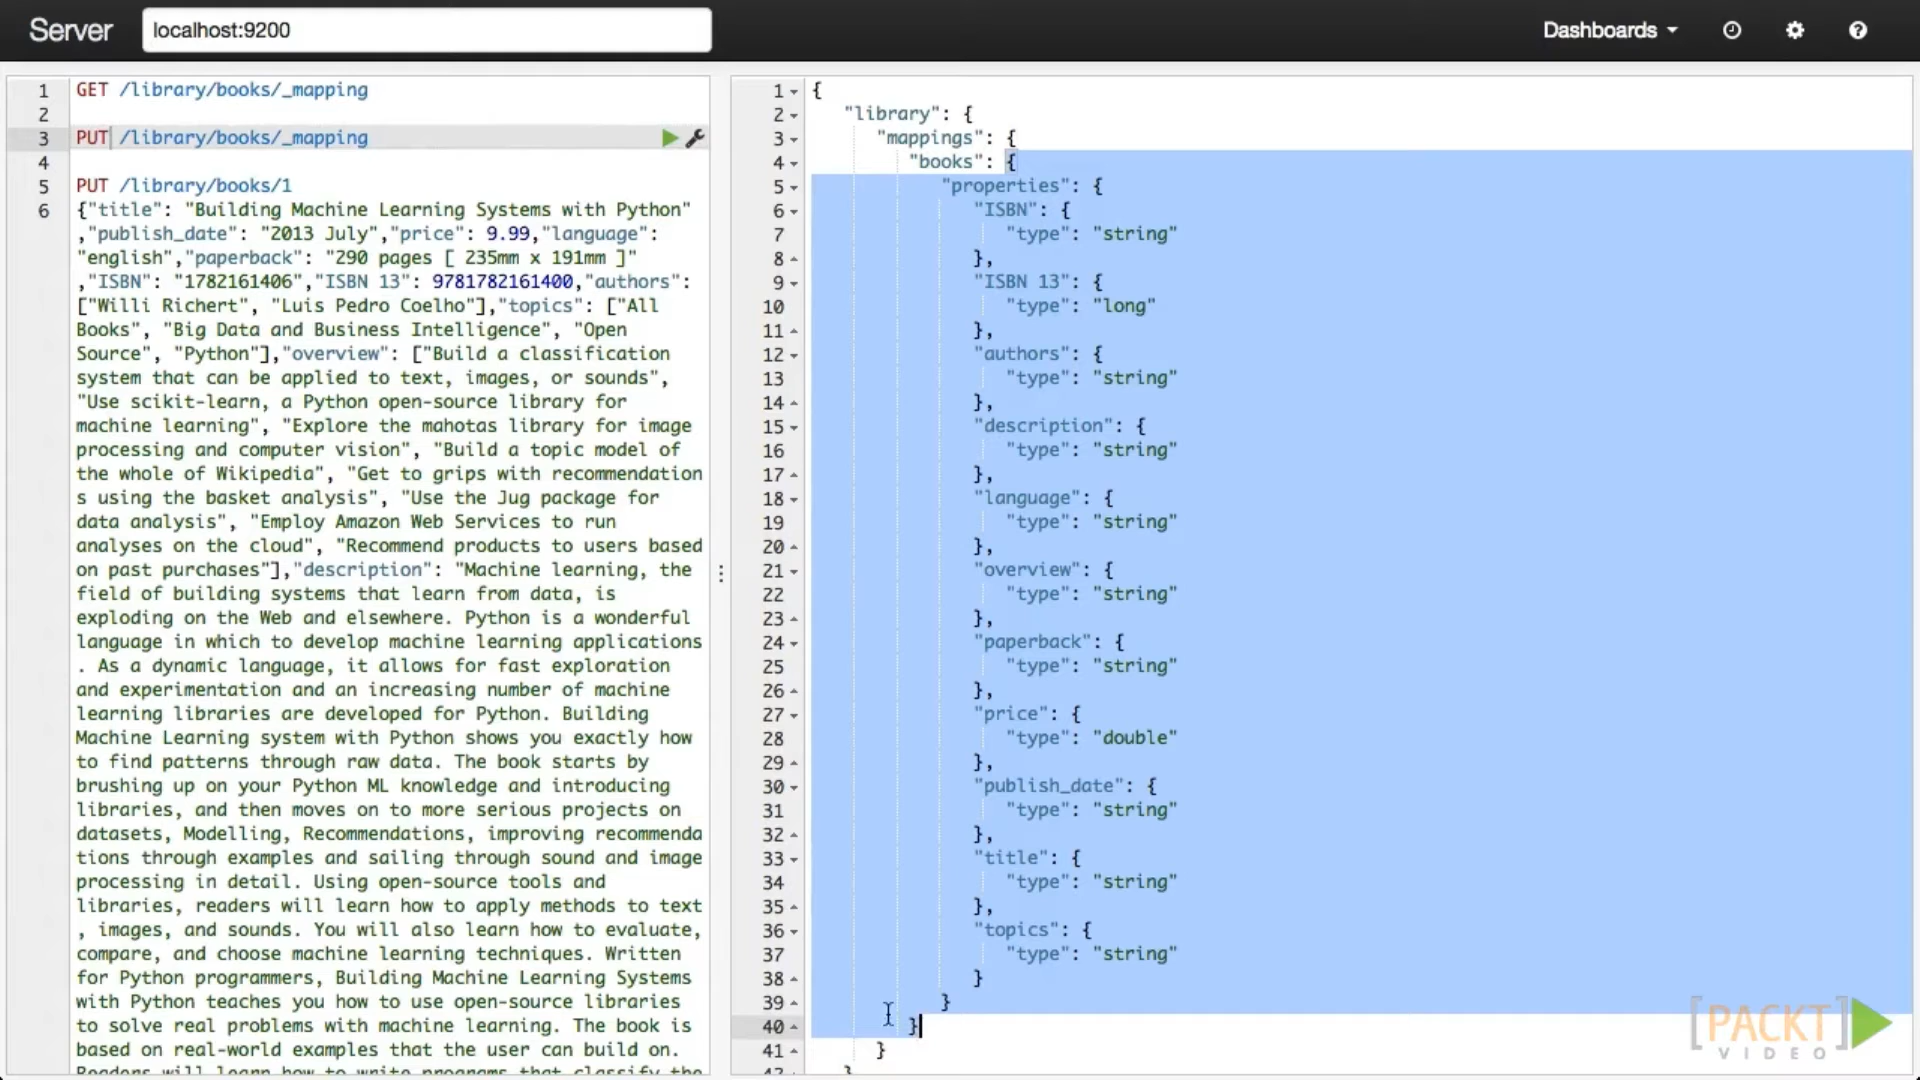 Server localhost:9200 Dashboards
1 GET /library/books/_mapping
2
3 PUT /library/books/_mapping
4
5 PUT /library/books/1
6 {"title": "Building Machine Learning Systems with Python"
,"publish_date": "2013 July","price": 9.99,"language":
"english","paperback": "290 pages [ 235mm x 191mm ]"
,"ISBN": "1782161406","ISBN 13": 9781782161400,"authors":
["Willi Richert", "Luis Pedro Coelho"],"topics": ["All
Books", "Big Data and Business Intelligence", "Open
Source", "Python"],"overview": ["Build a classification
system that can be applied to text, images, or sounds",
"Use scikit-learn, a Python open-source library for
machine learning", "Explore the mahotas library for image
processing and computer vision", "Build a topic model of
the whole of Wikipedia", "Get to grips with recommendation
s using the basket analysis", "Use the Jug package for
data analysis", "Employ Amazon Web Services to run
analyses on the cloud", "Recommend products to users based
on past purchases"],"description": "Machine learning, the
field of building systems that learn from data, is
exploding on the Web and elsewhere. Python is a wonderful
language in which to develop machine learning applications
. As a dynamic language, it allows for fast exploration
and experimentation and an increasing number of machine
learning libraries are developed for Python. Building
Machine Learning system with Python shows you exactly how
to find patterns through raw data. The book starts by
brushing up on your Python ML knowledge and introducing
libraries, and then moves on to more serious projects on
datasets, Modelling, Recommendations, improving recommenda
tions through examples and sailing through sound and image
processing in detail. Using open-source tools and
libraries, readers will learn how to apply methods to text
, images, and sounds. You will also learn how to evaluate,
compare, and choose machine learning techniques. Written
for Python programmers, Building Machine Learning Systems
with Python teaches you how to use open-source libraries
to solve real problems with machine learning. The book is
based on real-world examples that the user can build on.
Readers will learn how to write programs that classify the
1 {
2 "library": {
3 "mappings": {
4 "books": {
5 "properties": {
6 "ISBN": {
7 "type": "string"
8 },
9 "ISBN 13": {
10 "type": "long"
11 },
12 "authors": {
13 "type": "string"
14 },
15 "description": {
16 "type": "string"
17 },
18 "language": {
19 "type": "string"
20 },
21 "overview": {
22 "type": "string"
23 },
24 "paperback": {
25 "type": "string"
26 },
27 "price": {
28 "type": "double"
29 },
30 "publish_date": {
31 "type": "string"
32 },
33 "title": {
34 "type": "string"
35 },
36 "topics": {
37 "type": "string"
38 }
39 }
40 }
41 }
42 }
[PACKT]
VIDEO